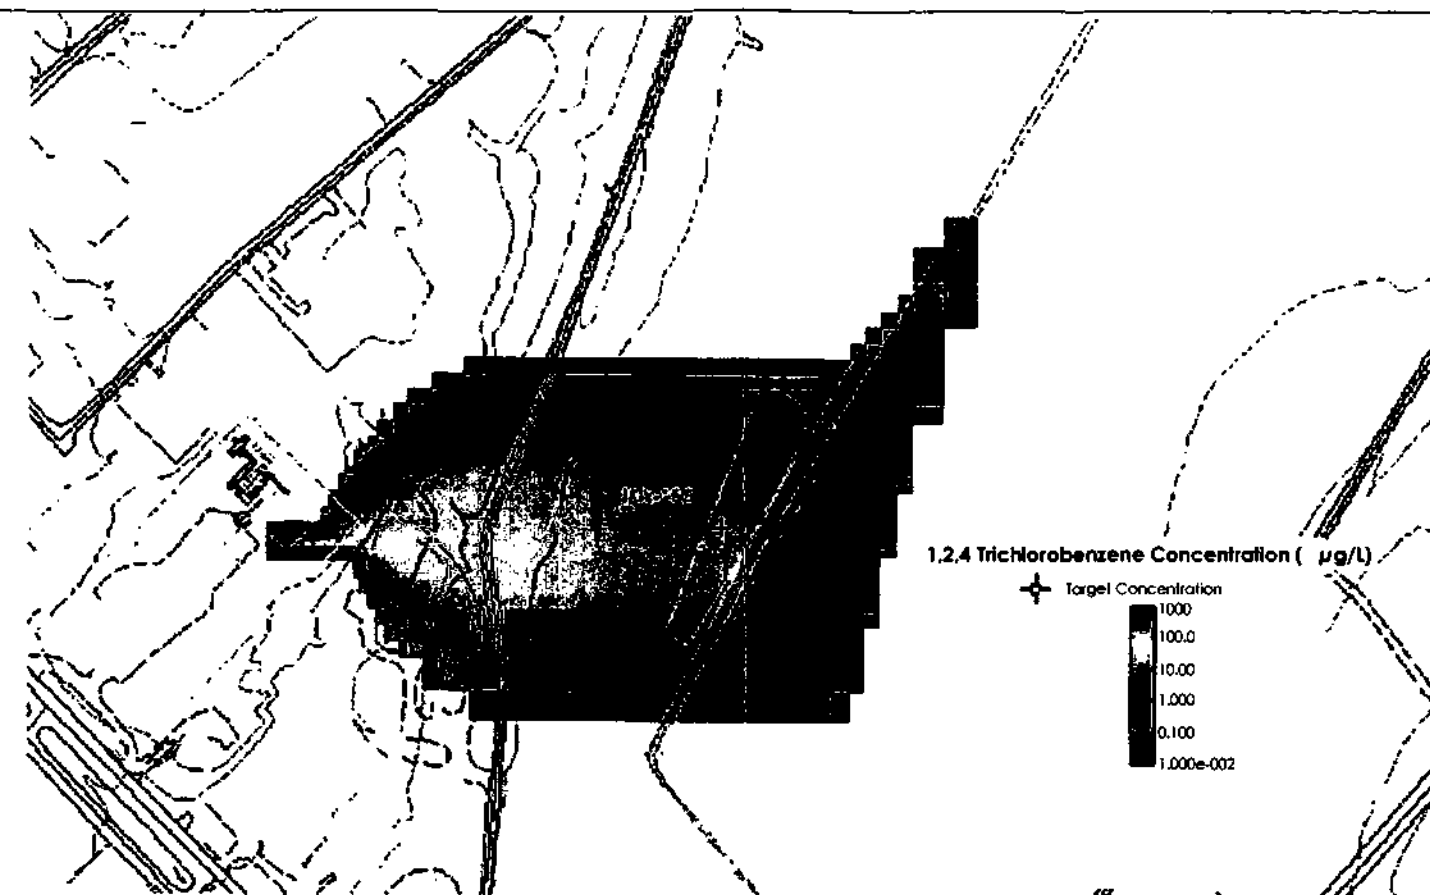 1,2,4 Trichlorobenzene Concentration ( µg/L)
Target Concentration
1000
100.0
10.00
1.000
0.100
1.000e-002